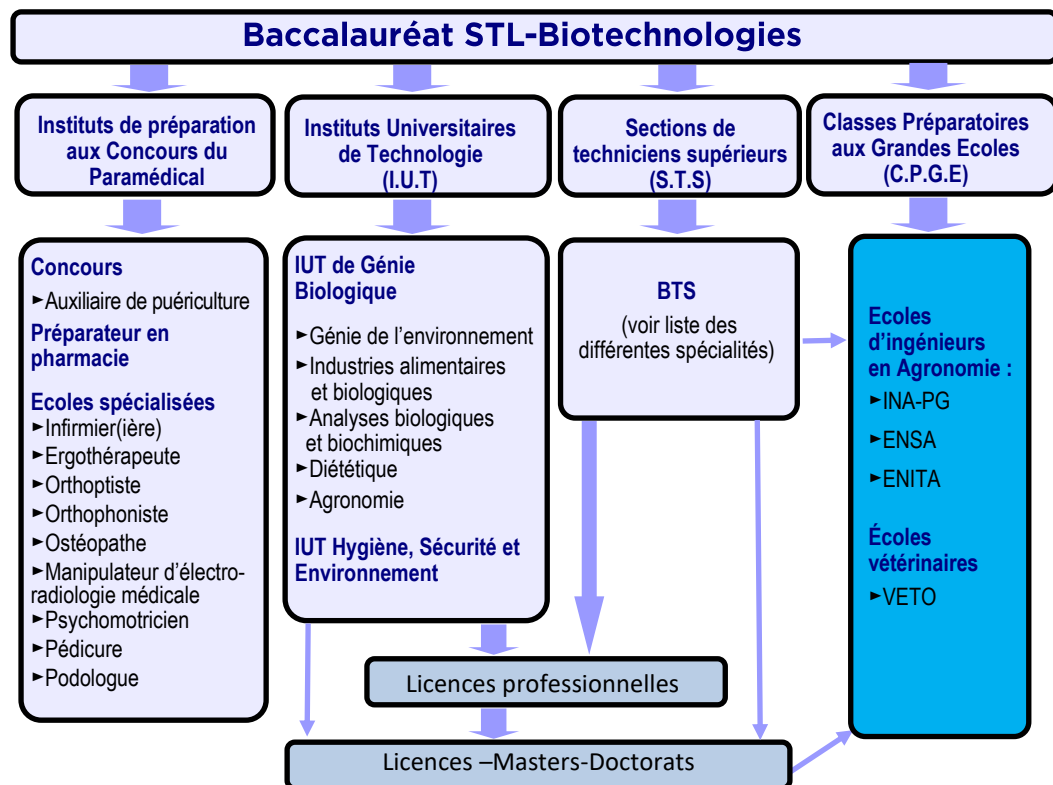 Baccalauréat STL-Biotechnologies
Instituts de préparation
aux Concours du
Paramédical
Instituts Universitaires
de Technologie
(I.U.T)
Sections de
techniciens supérieurs
(S.T.S)
Classes Préparatoires
aux Grandes Ecoles
(C.P.G.E)
Concours
►Auxiliaire de puériculture
Préparateur en
pharmacie
Ecoles spécialisées
►Infirmier(ière)
►Ergothérapeute
►Orthoptiste
►Orthophoniste
►Ostéopathe
►Manipulateur d’électro-
radiologie médicale
►Psychomotricien
►Pédicure
►Podologue
IUT de Génie
Biologique
►Génie de l’environnement
►Industries alimentaires
et biologiques
►Analyses biologiques
et biochimiques
►Diététique
►Agronomie
IUT Hygiène, Sécurité et
Environnement
BTS
(voir liste des
différentes spécialités)
Ecoles
d’ingénieurs
en Agronomie :
►INA-PG
►ENSA
►ENITA
Écoles
vétérinaires
►VETO
Licences professionnelles
Licences –Masters-Doctorats